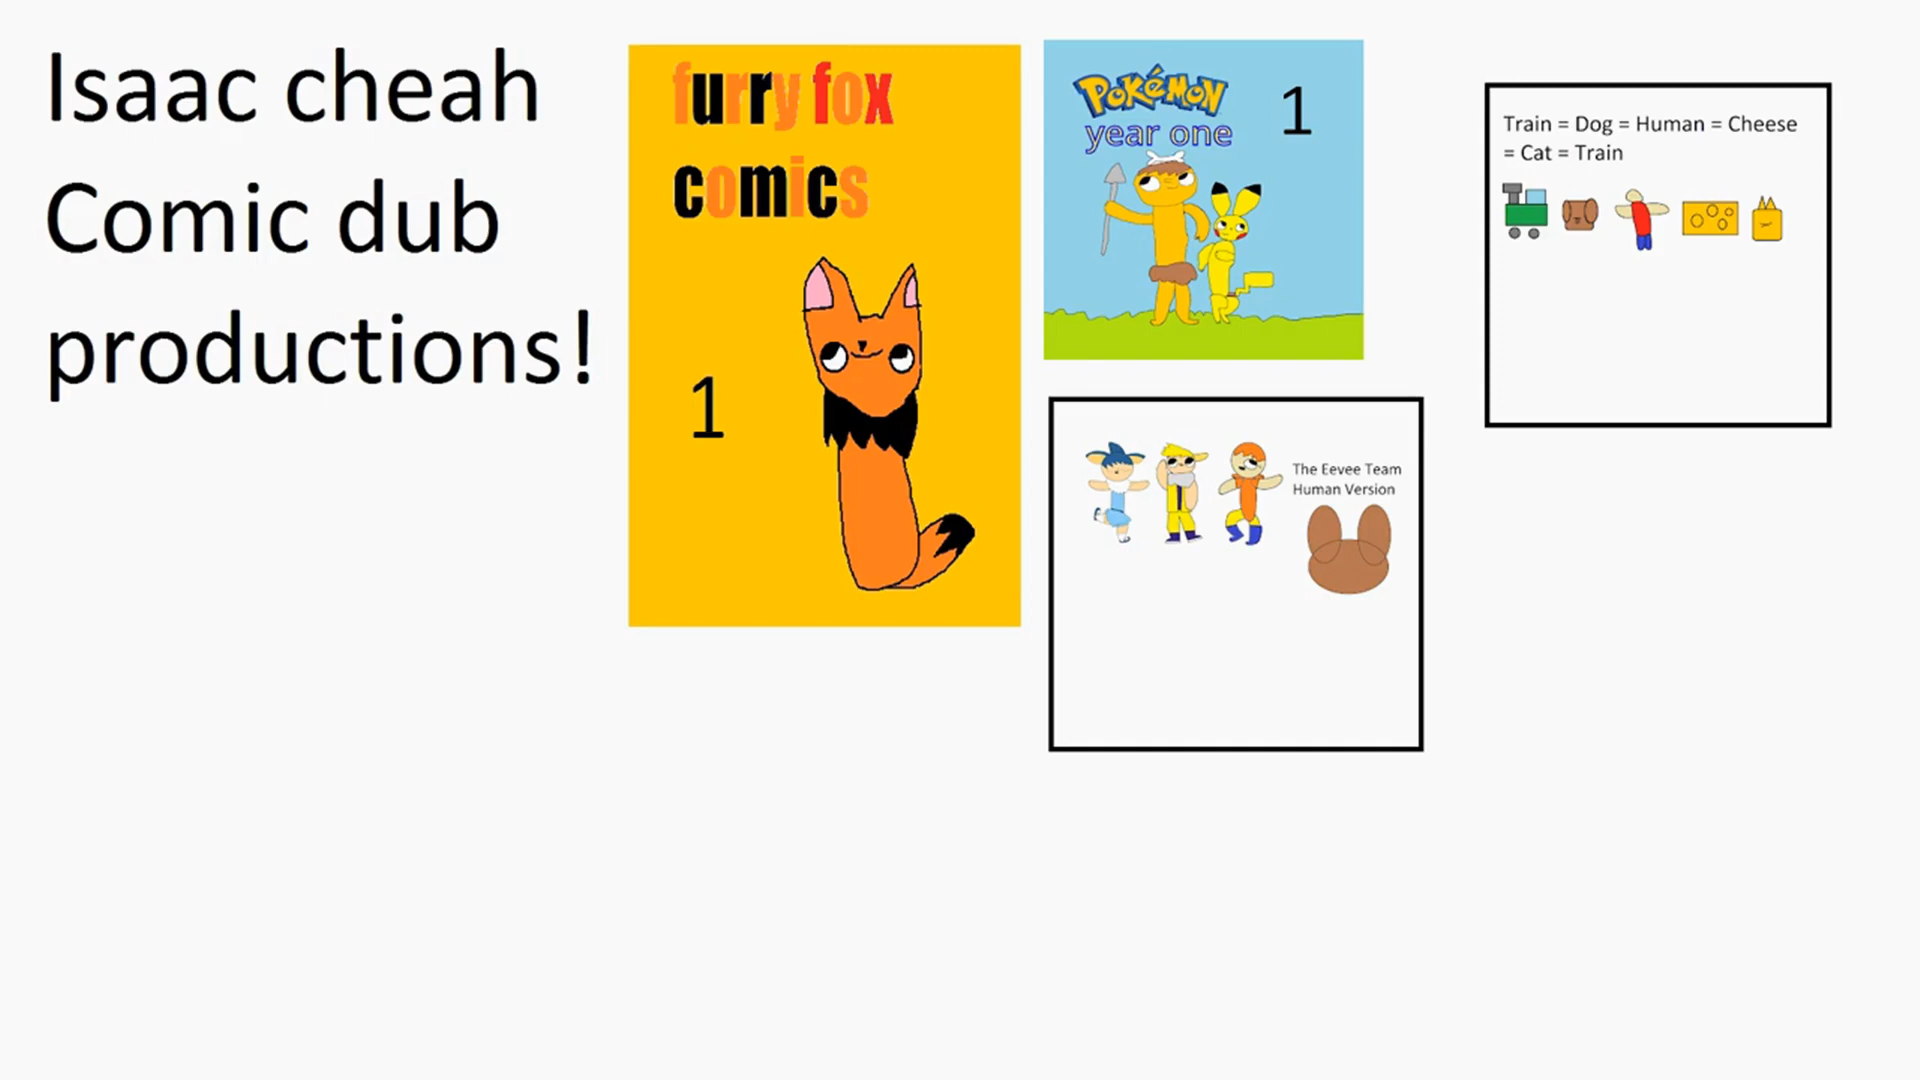 Isaac cheah
Comic dub
productions!
furry fox
comics
1
POKéMON
year one
1
Train = Dog = Human = Cheese
= Cat = Train
The Eevee Team
Human Version